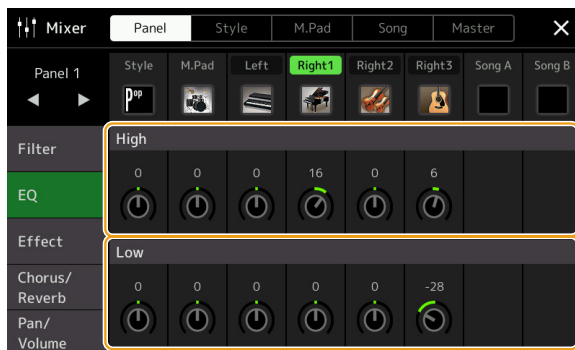 Mixer Panel Style M.Pad Song Master
Panel 1
Style M.Pad Left Right1 Right2 Right3 Song A Song B
Pop
Filter
EQ
Effect
Chorus/
Reverb
Pan/
Volume
High
0 0 0 16 0 6
Low
0 0 0 0 0 -28